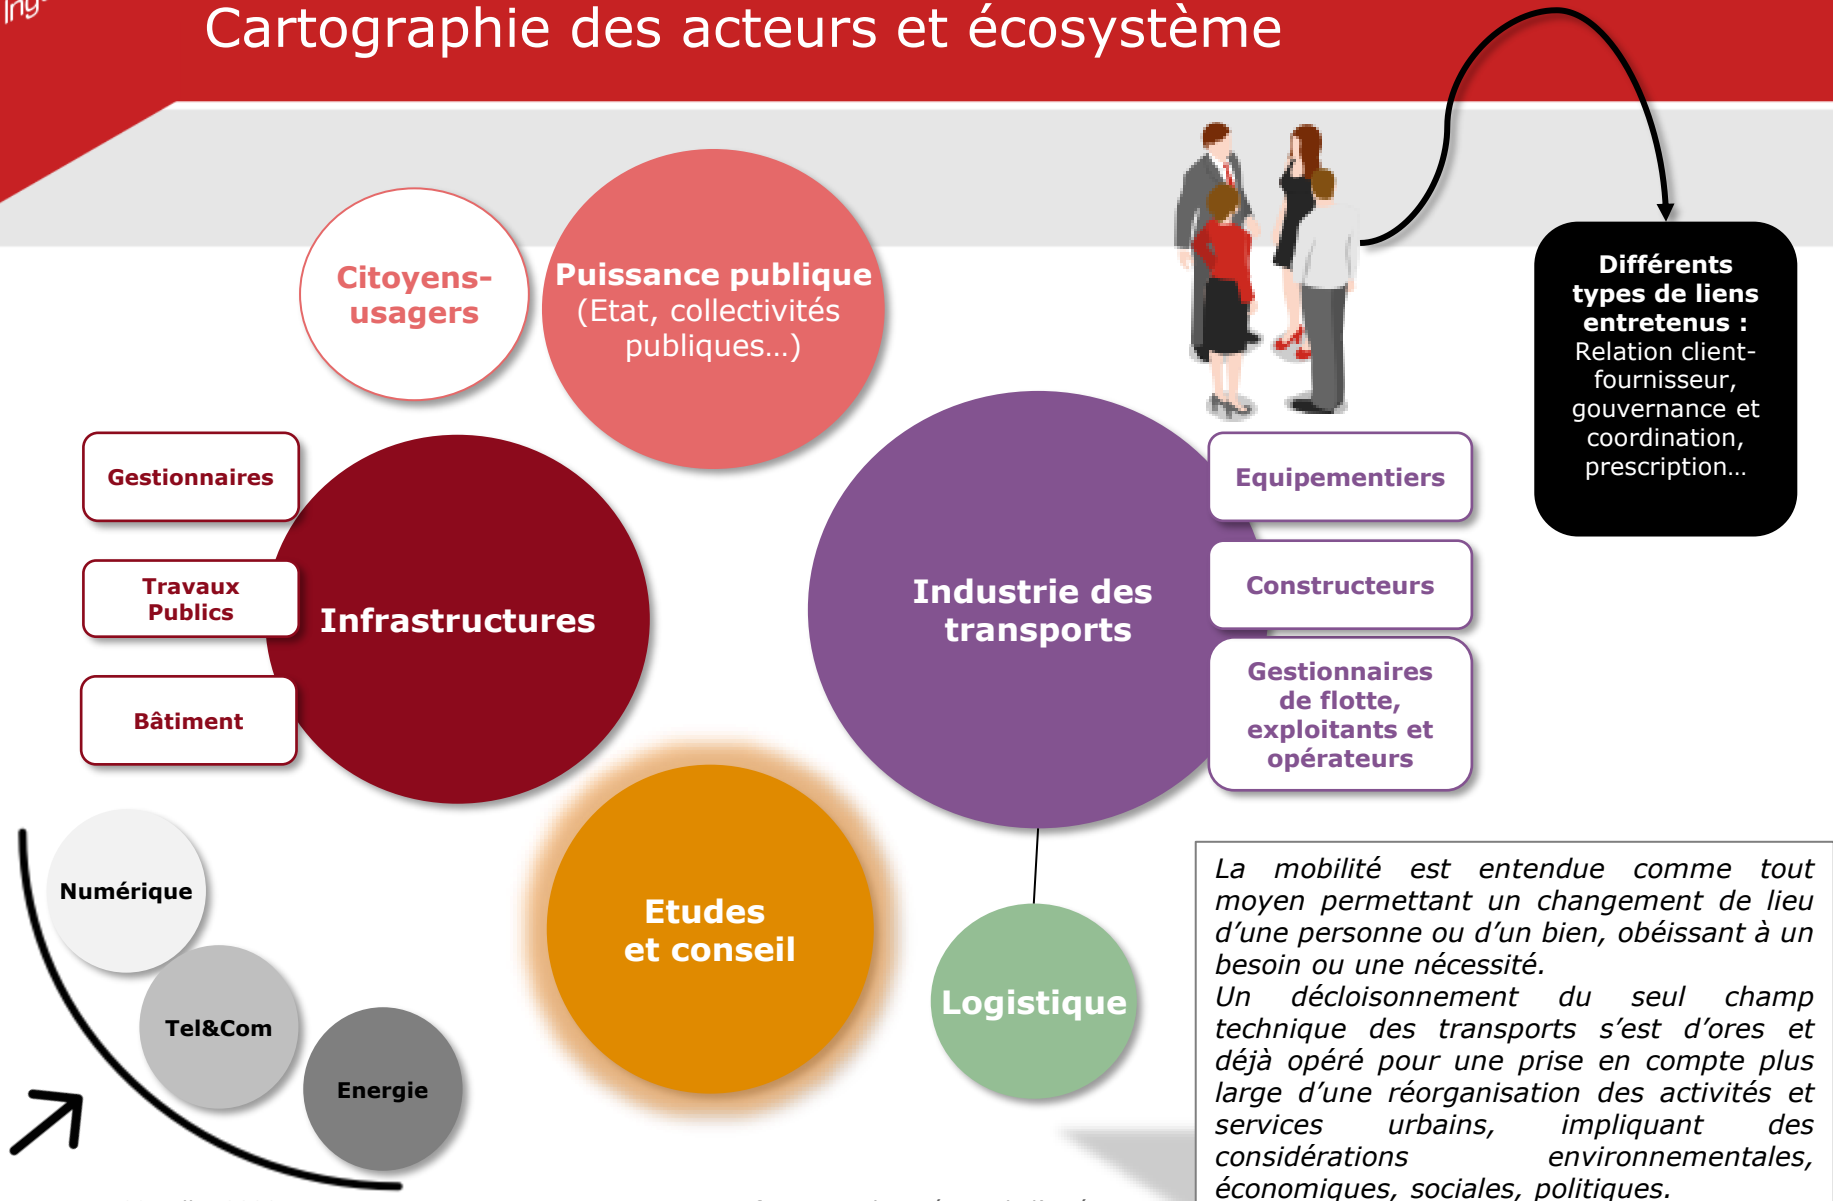 Cartographie des acteurs et écosystème
Citoyens-
usagers
Puissance publique
(Etat, collectivités
publiques…)
Différents
types de liens
entretenus :
Relation client-
fournisseur,
gouvernance et
coordination,
prescription…
Gestionnaires
Travaux
Publics
Bâtiment
Infrastructures
Industrie des
transports
Equipementiers
Constructeurs
Gestionnaires
de flotte,
exploitants et
opérateurs
Numérique
Tel&Com
Energie
Etudes
et conseil
Logistique
La mobilité est entendue comme tout
moyen permettant un changement de lieu
d’une personne ou d’un bien, obéissant à un
besoin ou une nécessité.
Un décloisonnement du seul champ
technique des transports s’est d’ores et
déjà opéré pour une prise en compte plus
large d’une réorganisation des activités et
services urbains, impliquant des
considérations environnementales,
économiques, sociales, politiques.